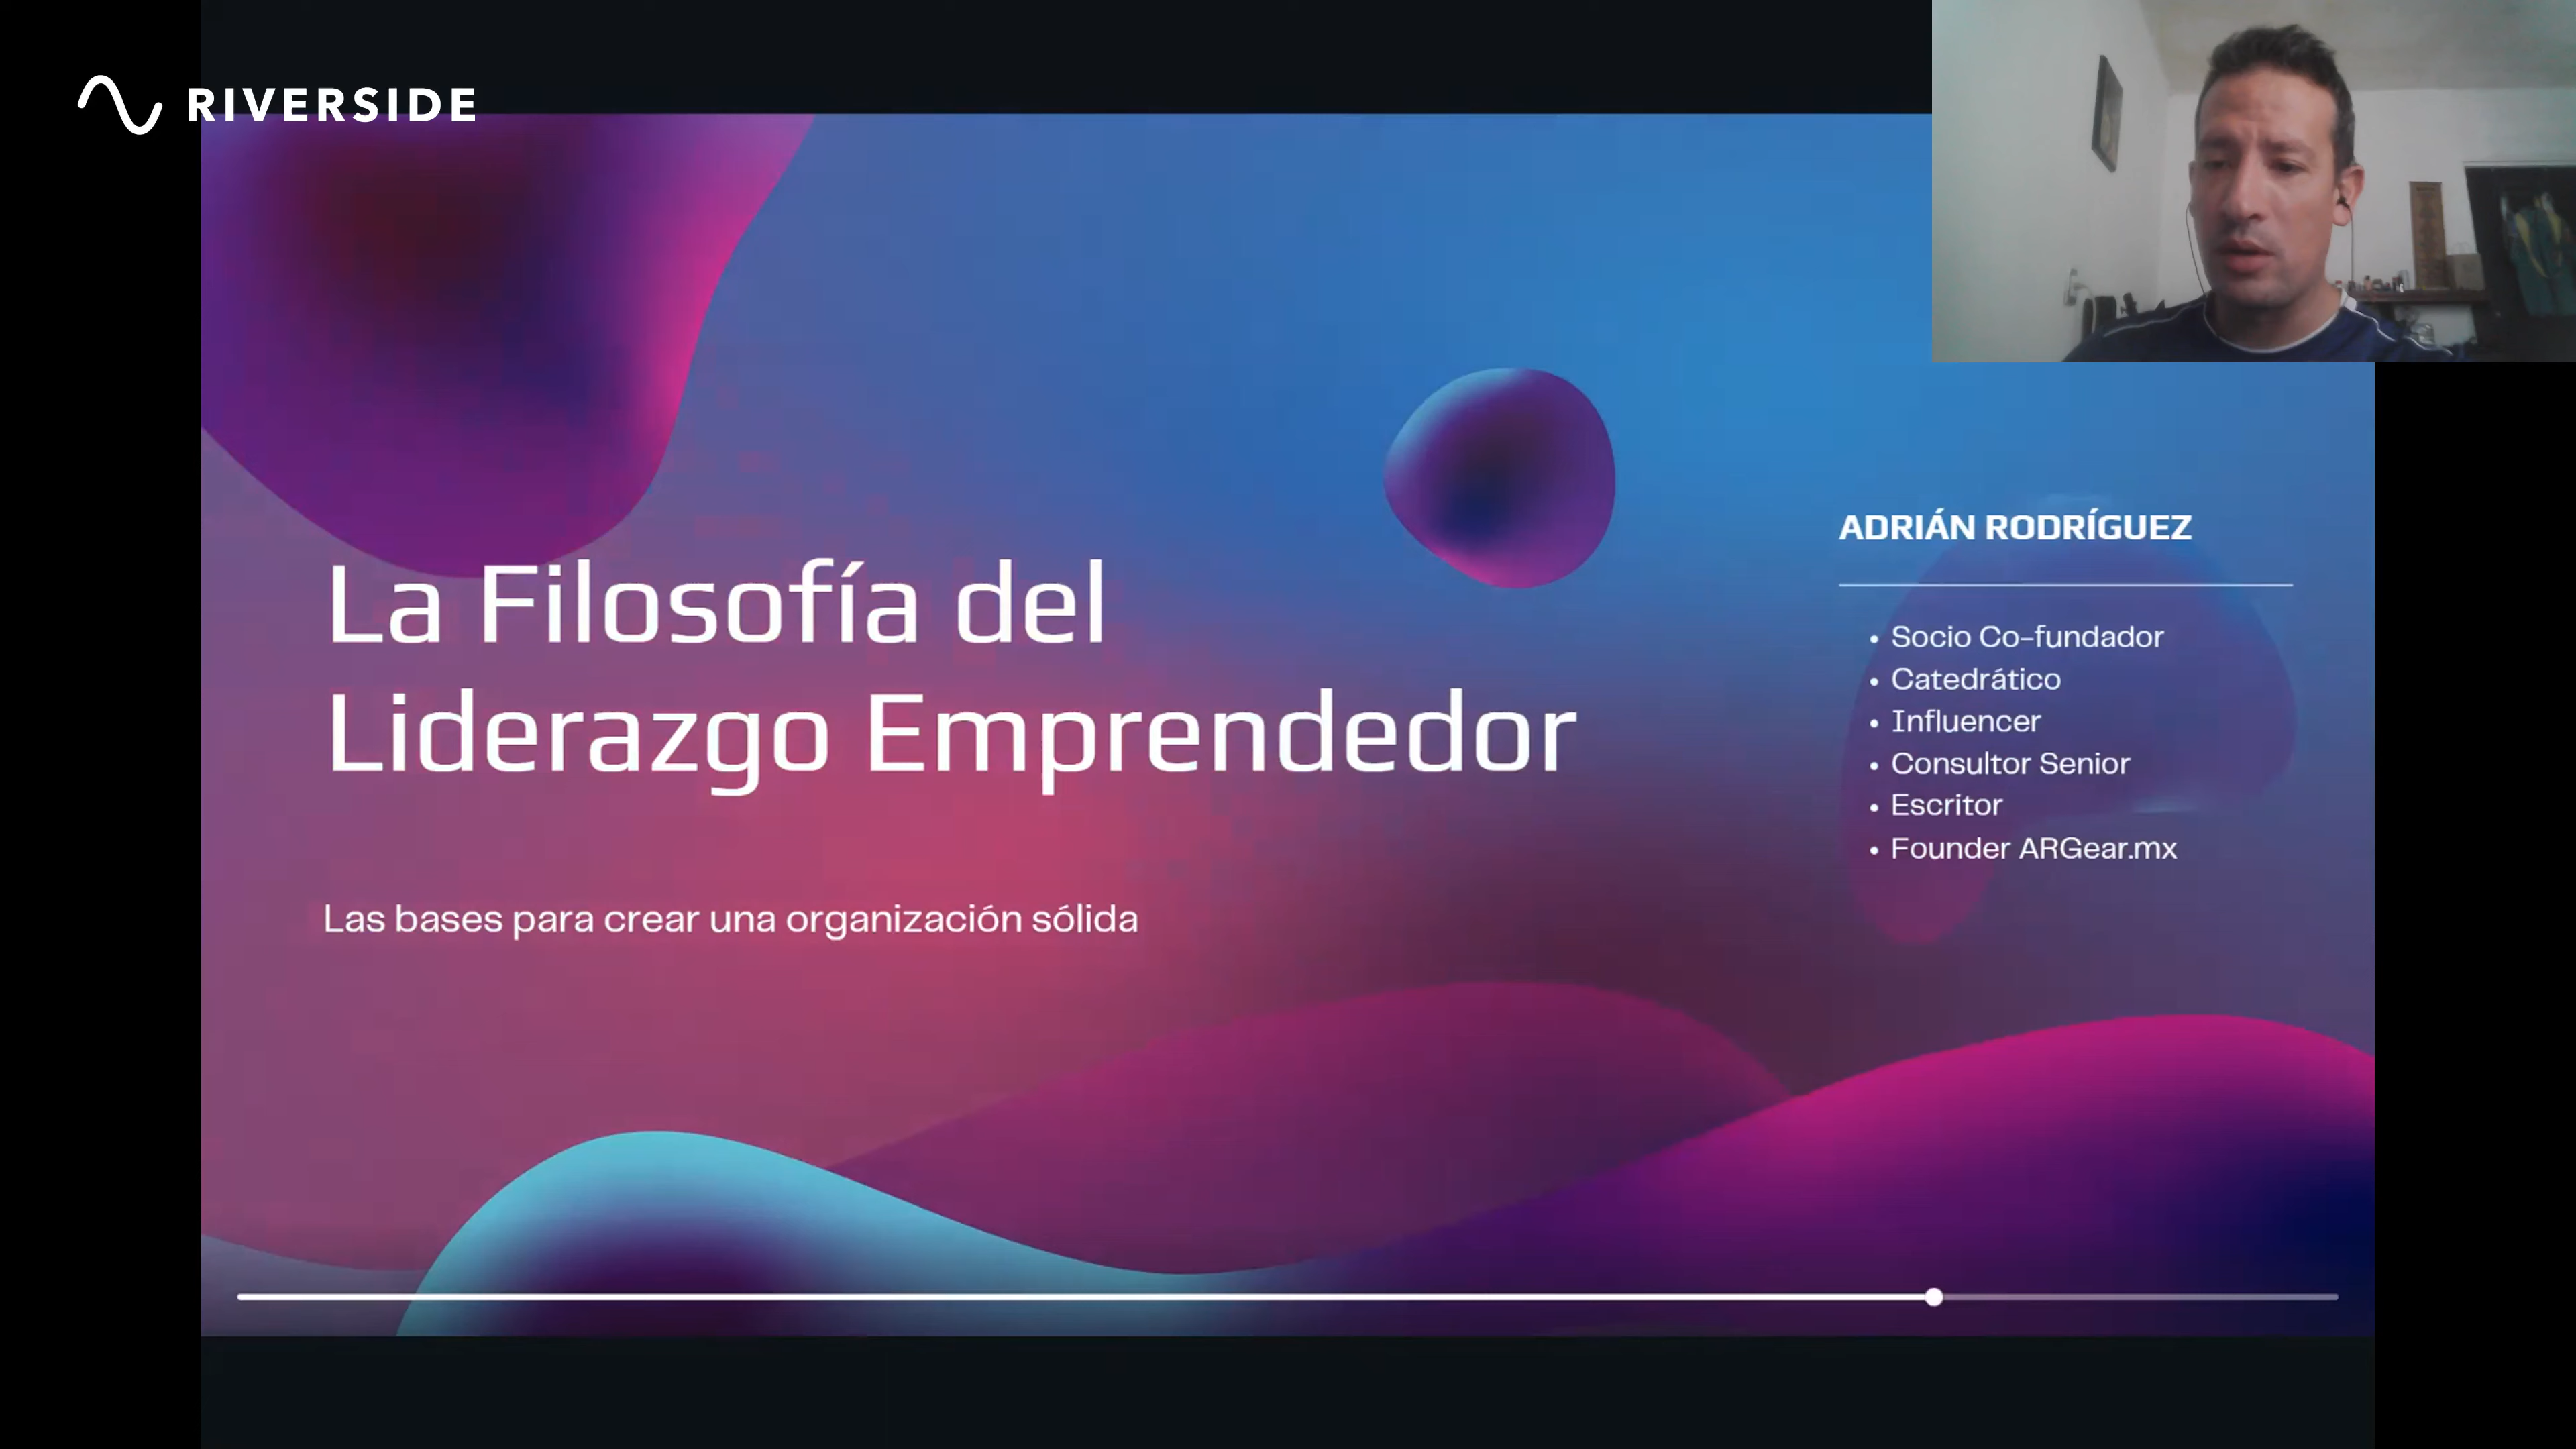 RIVERSIDE
La Filosofía del
Liderazgo Emprendedor
Las bases para crear una organización sólida
ADRIÁN RODRÍGUEZ
• Socio Co-fundador
• Catedrático
• Influencer
• Consultor Senior
• Escritor
• Founder ARGear.mx